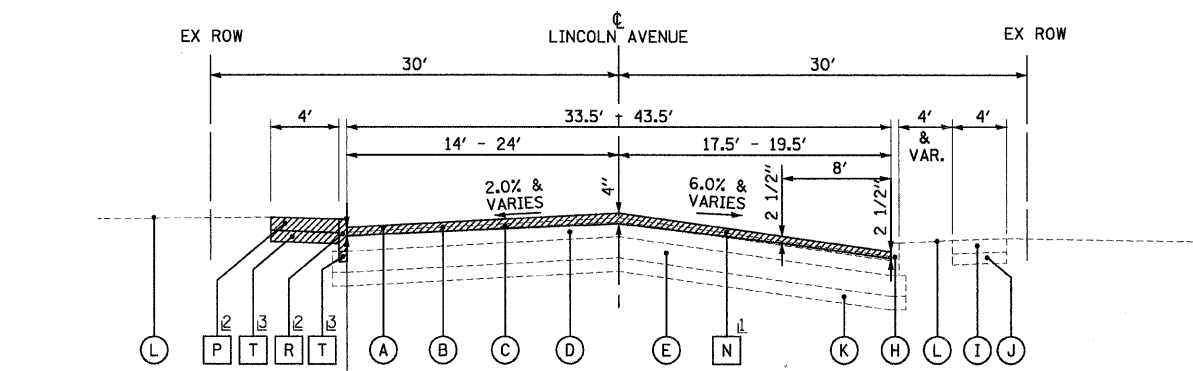 ℄
EX ROW
LINCOLN AVENUE
EX ROW
30'
30'
4'
33.5' - 43.5'
4'
&
VAR.
4'
14' - 24'
17.5' - 19.5'
8'
2.0% &
VARIES
4"
6.0% &
VARIES
2 1/2"
2 1/2"
2
3
2
3
1
L
P
T
R
T
A
B
C
D
E
N
K
H
L
I
J